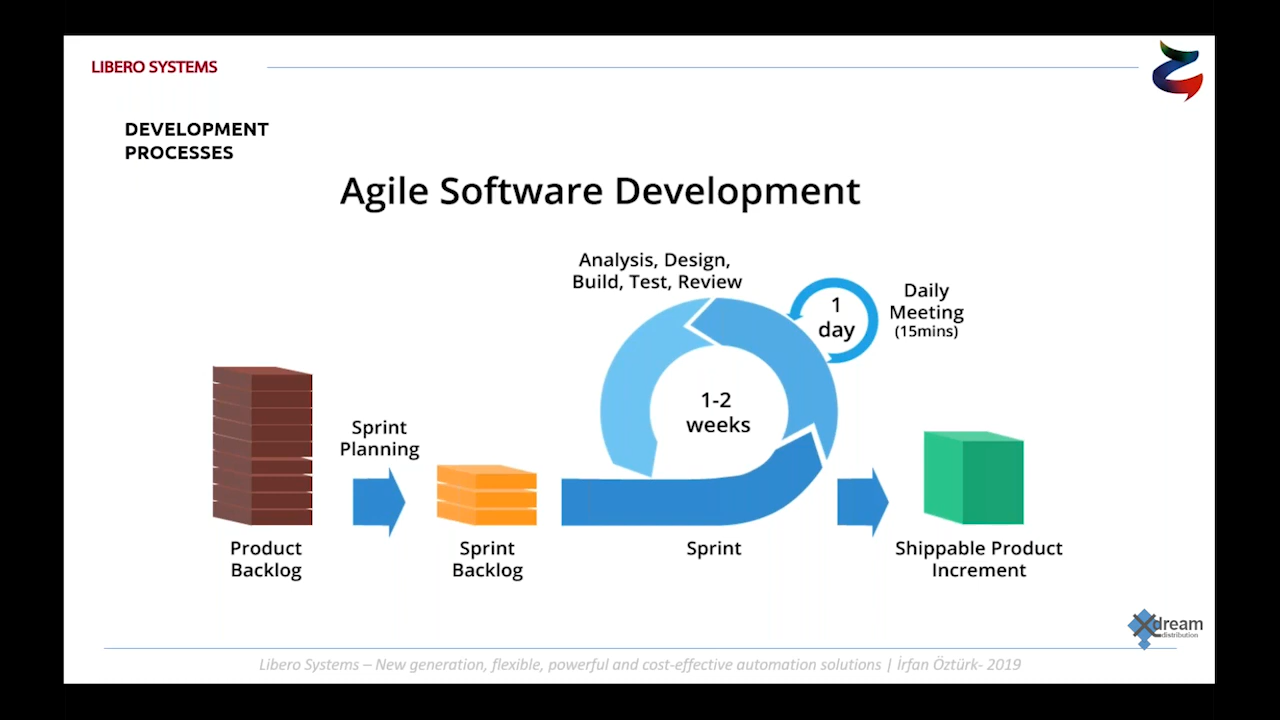 LIBERO SYSTEMS
DEVELOPMENT
PROCESSES
Agile Software Development
Analysis, Design,
Build, Test, Review
1
day
Daily
Meeting
(15mins)
1-2
weeks
Sprint
Planning
Product
Backlog
Sprint
Backlog
Sprint
Shippable Product
Increment
Xdream
distribution
Libero Systems – New generation, flexible, powerful and cost-effective automation solutions | İrfan Öztürk- 2019